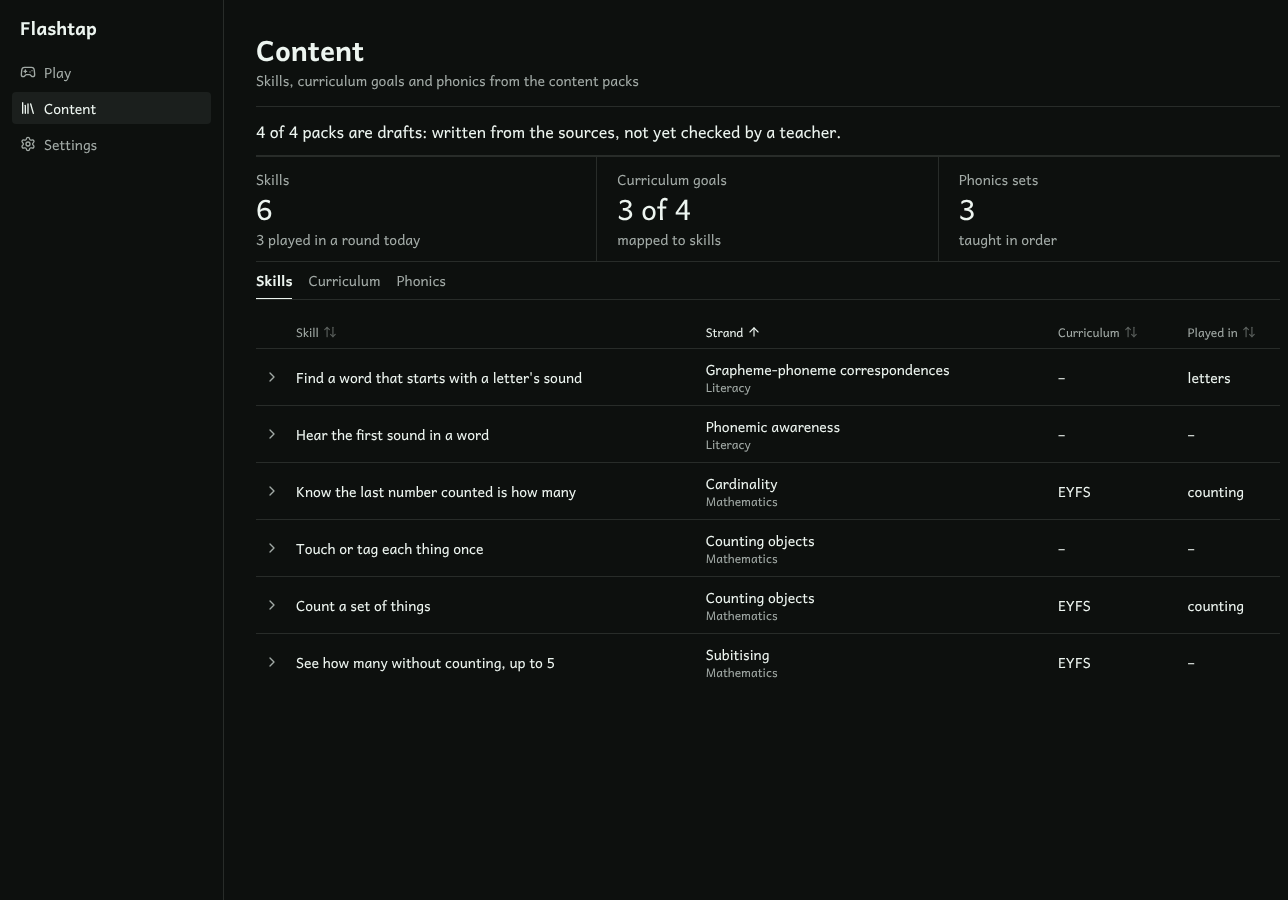 Flashtap
Play
Content
Settings
Content
Skills, curriculum goals and phonics from the content packs
4 of 4 packs are drafts: written from the sources, not yet checked by a teacher.
Skills
6
3 played in a round today
Curriculum goals
3 of 4
mapped to skills
Phonics sets
3
taught in order
Skills Curriculum Phonics
Skill Strand Curriculum Played in
Find a word that starts with a letter's sound
Grapheme-phoneme correspondences
Literacy
–
letters
Hear the first sound in a word
Phonemic awareness
Literacy
–
–
Know the last number counted is how many
Cardinality
Mathematics
EYFS
counting
Touch or tag each thing once
Counting objects
Mathematics
–
–
Count a set of things
Counting objects
Mathematics
EYFS
counting
See how many without counting, up to 5
Subitising
Mathematics
EYFS
–